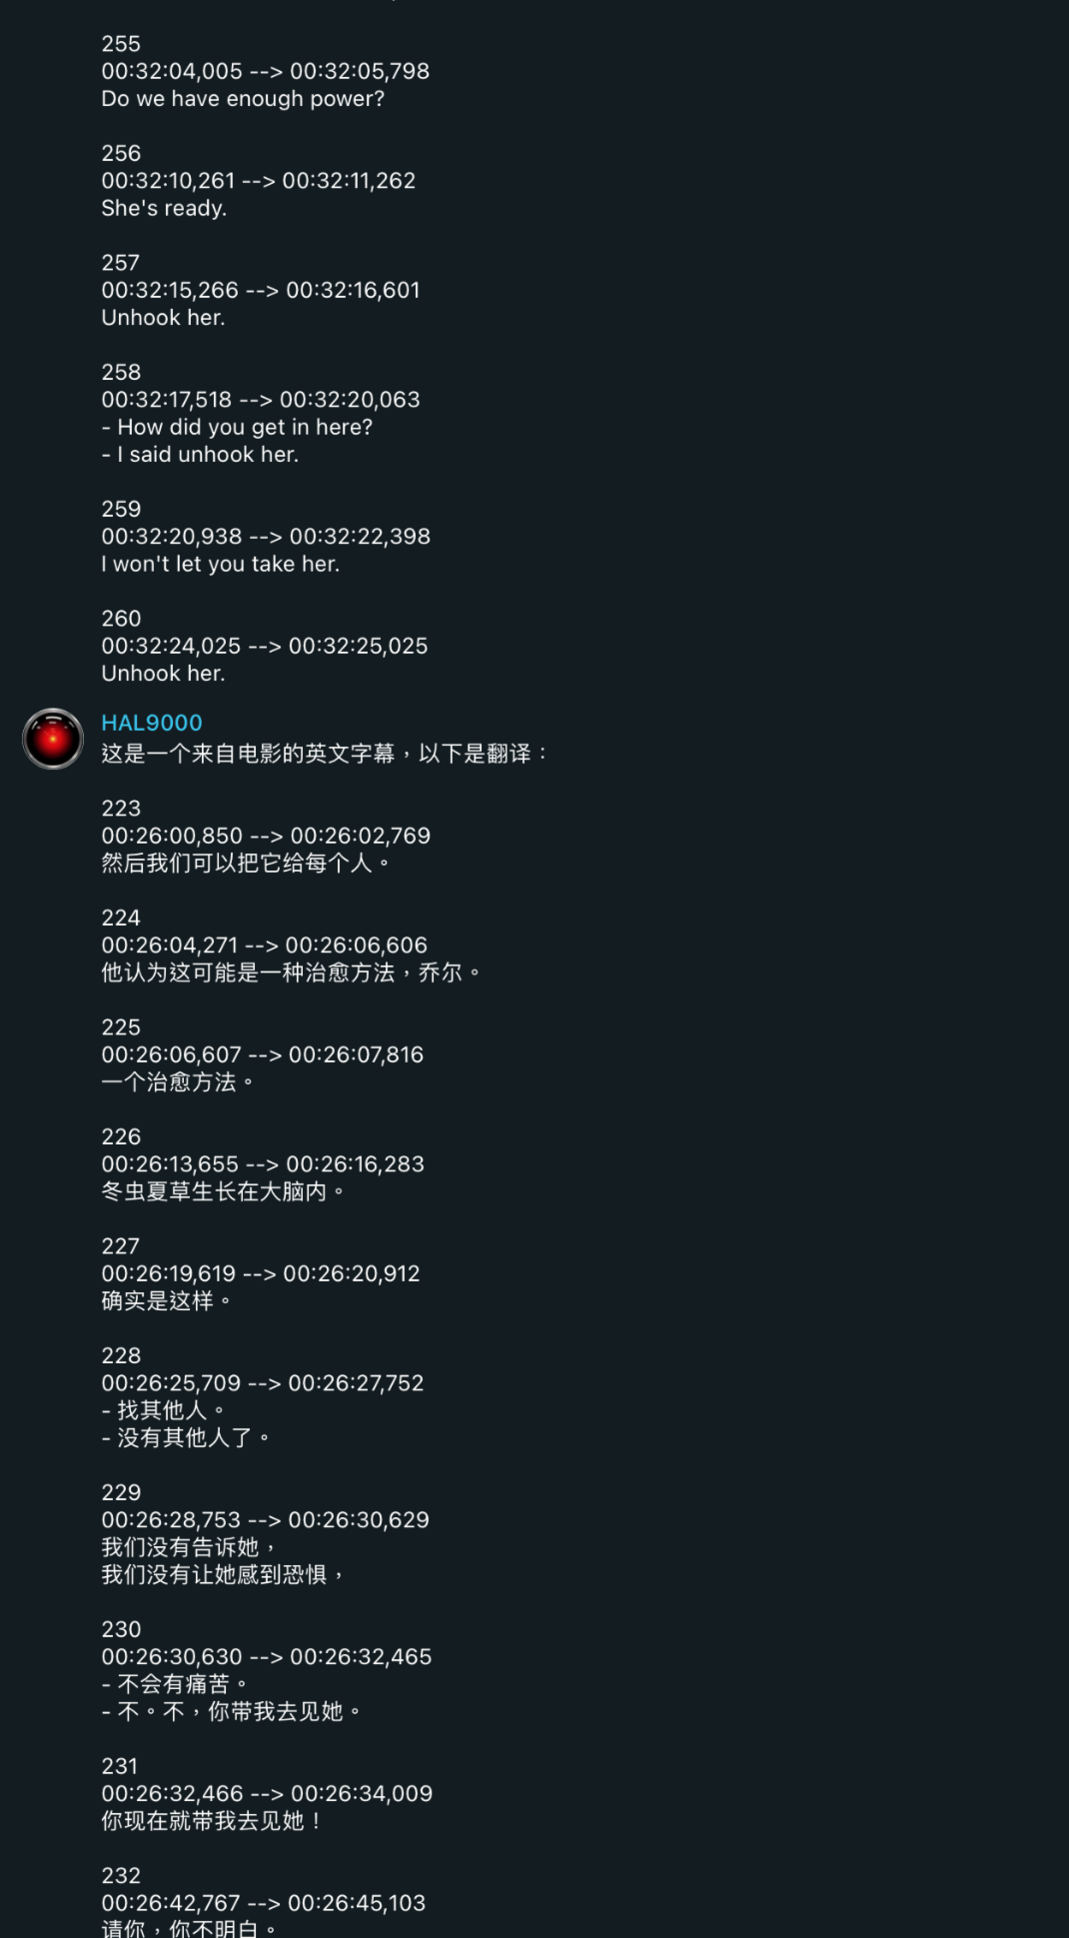 255
00:32:04,005 --> 00:32:05,798
Do we have enough power?
256
00:32:10,261 --> 00:32:11,262
She's ready.
257
00:32:15,266 --> 00:32:16,601
Unhook her.
258
00:32:17,518 --> 00:32:20,063
- How did you get in here?
- I said unhook her.
259
00:32:20,938 --> 00:32:22,398
I won't let you take her.
260
00:32:24,025 --> 00:32:25,025
Unhook her.
HAL9000
这是一个来自电影的英文字幕，以下是翻译：
223
00:26:00,850 --> 00:26:02,769
然后我们可以把它给每个人。
224
00:26:04,271 --> 00:26:06,606
他认为这可能是一种治愈方法，乔尔。
225
00:26:06,607 --> 00:26:07,816
一个治愈方法。
226
00:26:13,655 --> 00:26:16,283
冬虫夏草生长在大脑内。
227
00:26:19,619 --> 00:26:20,912
确实是这样。
228
00:26:25,709 --> 00:26:27,752
- 找其他人。
- 没有其他人了。
229
00:26:28,753 --> 00:26:30,629
我们没有告诉她，
我们没有让她感到恐惧，
230
00:26:30,630 --> 00:26:32,465
- 不会有痛苦。
- 不。不，你带我去见她。
231
00:26:32,466 --> 00:26:34,009
你现在就带我去见她！
232
00:26:42,767 --> 00:26:45,103
请你，你不明白。